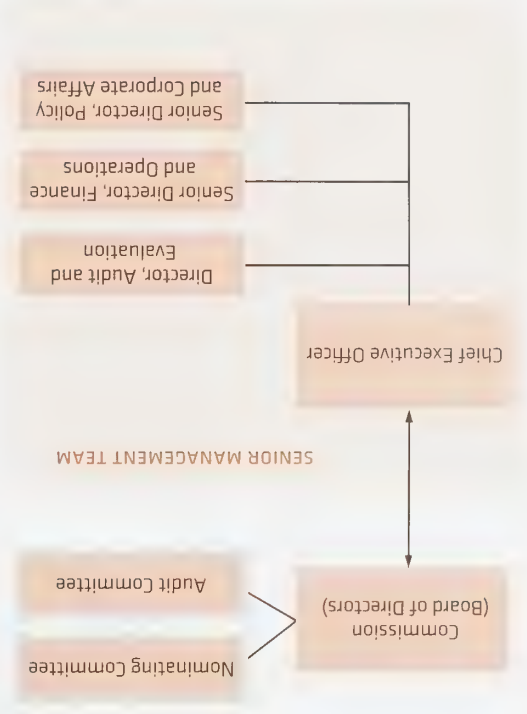 Commission
(Board of Directors)
Nominating Committee
Audit Committee
SENIOR MANAGEMENT TEAM
Chief Executive Officer
Director, Audit and
Evaluation
Senior Director, Finance
and Operations
Senior Director, Policy
and Corporate Affairs